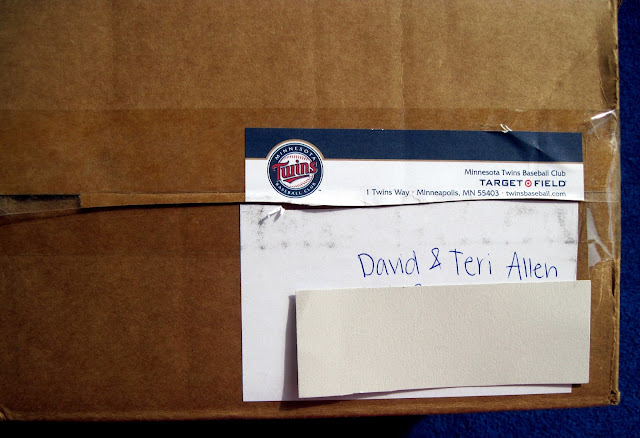 MINNESOTA
Twins
BASEBALL CLUB
Minnesota Twins Baseball Club
TARGET FIELD
1 Twins Way · Minneapolis, MN 55403 · twinsbaseball.com
David & Teri Allen